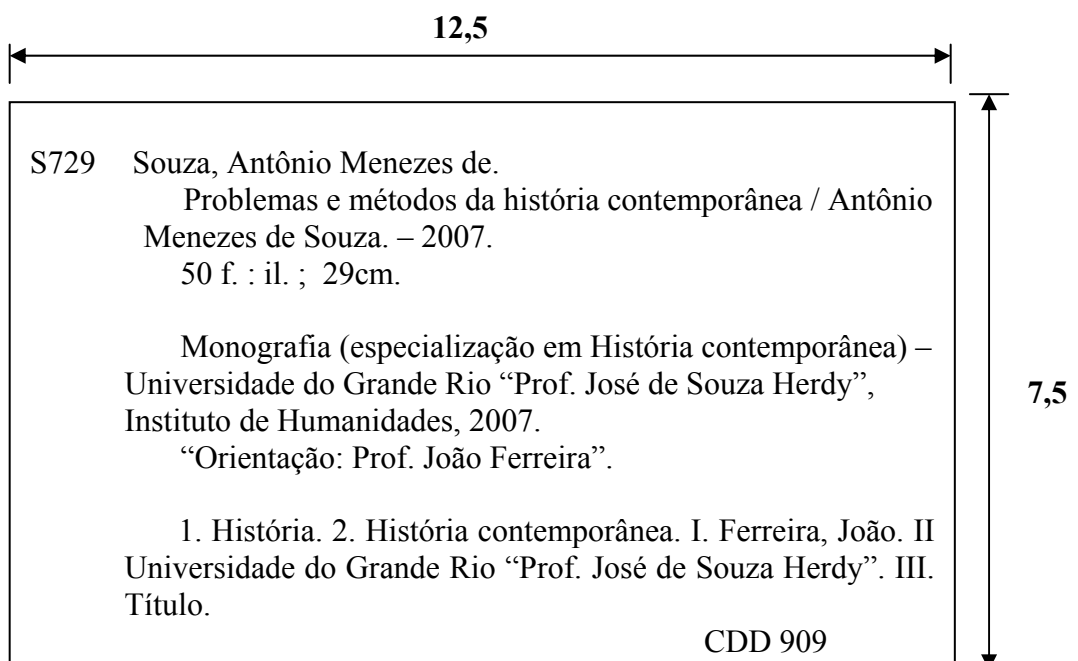 12,5
S729 Souza, Antônio Menezes de.
Problemas e métodos da história contemporânea / Antônio
Menezes de Souza. – 2007.
50 f. : il. ; 29cm.
Monografia (especialização em História contemporânea) –
Universidade do Grande Rio “Prof. José de Souza Herdy”,
Instituto de Humanidades, 2007.
“Orientação: Prof. João Ferreira”.
7,5
1. História. 2. História contemporânea. I. Ferreira, João. II
Universidade do Grande Rio “Prof. José de Souza Herdy”. III.
Título.
CDD 909